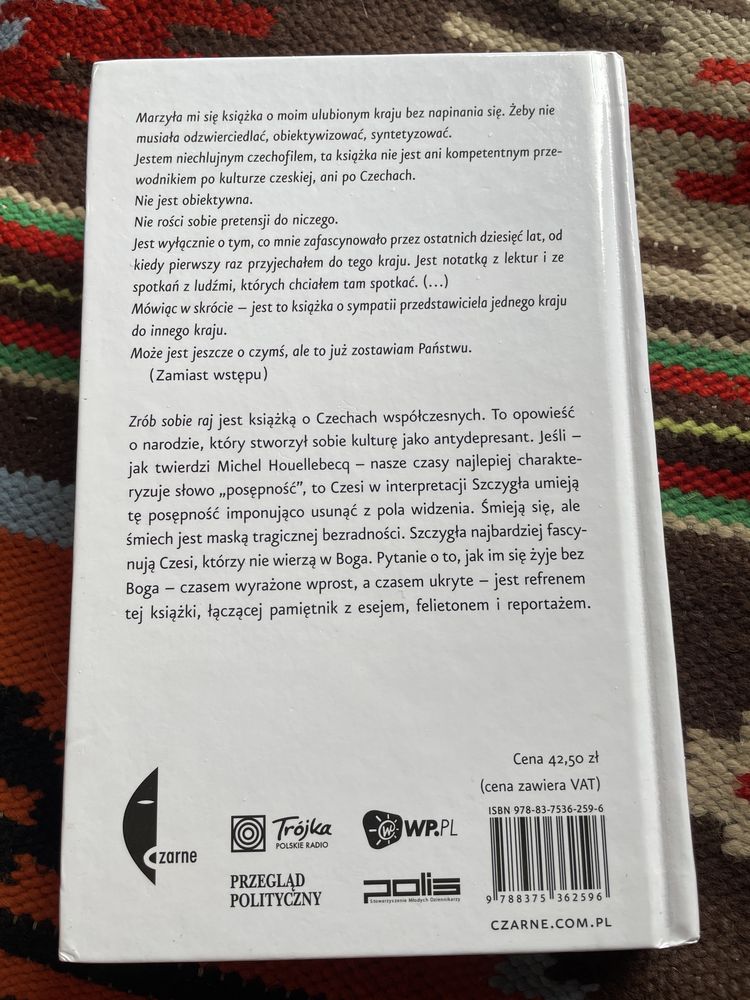 Marzyła mi się książka o moim ulubionym kraju bez napinania się. Żeby nie
musiała odzwierciedlać, obiektywizować, syntetyzować.
Jestem niechlujnym czechofilem, ta książka nie jest ani kompetentnym prze-
wodnikiem po kulturze czeskiej, ani po Czechach.
Nie jest obiektywna.
Nie rości sobie pretensji do niczego.
Jest wyłącznie o tym, co mnie zafascynowało przez ostatnich dziesięć lat, od
kiedy pierwszy raz przyjechałem do tego kraju. Jest notatką z lektur i ze
spotkań z ludźmi, których chciałem tam spotkać. (...)
Mówiąc w skrócie – jest to książka o sympatii przedstawiciela jednego kraju
do innego kraju.
Może jest jeszcze o czymś, ale to już zostawiam Państwu.
(Zamiast wstępu)
Zrób sobie raj jest książką o Czechach współczesnych. To opowieść
o narodzie, który stworzył sobie kulturę jako antydepresant. Jeśli –
jak twierdzi Michel Houellebecq – nasze czasy najlepiej charakte-
ryzuje słowo „posępność”, to Czesi w interpretacji Szczygła umieją
tę posępność imponująco usunąć z pola widzenia. Śmieją się, ale
śmiech jest maską tragicznej bezradności. Szczygła najbardziej fascy-
nują Czesi, którzy nie wierzą w Boga. Pytanie o to, jak im się żyje bez
Boga – czasem wyrażone wprost, a czasem ukryte – jest refrenem
tej książki, łączącej pamiętnik z esejem, felietonem i reportażem.
Cena 42,50 zł
(cena zawiera VAT)
ISBN 978-83-7536-259-6
9 788375 362596
CZARNE.COM.PL
czarne
Trójka
POLSKIE RADIO
WP.PL
PRZEGLĄD
POLITYCZNY
polis
Stowarzyszenie Młodych Dziennikarzy